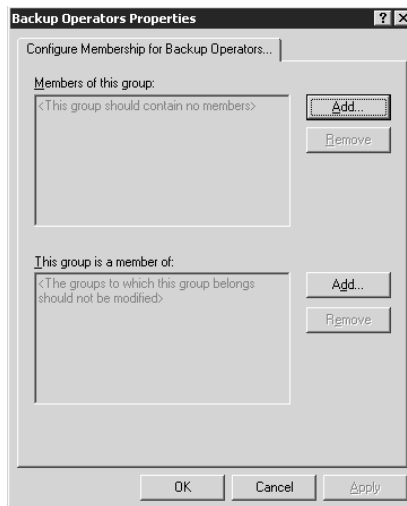 Backup Operators Properties
Configure Membership for Backup Operators...
Members of this group:
<This group should contain no members>
Add...
Remove
This group is a member of:
<The groups to which this group belongs
should not be modified>
Add...
Remove
OK
Cancel
Apply